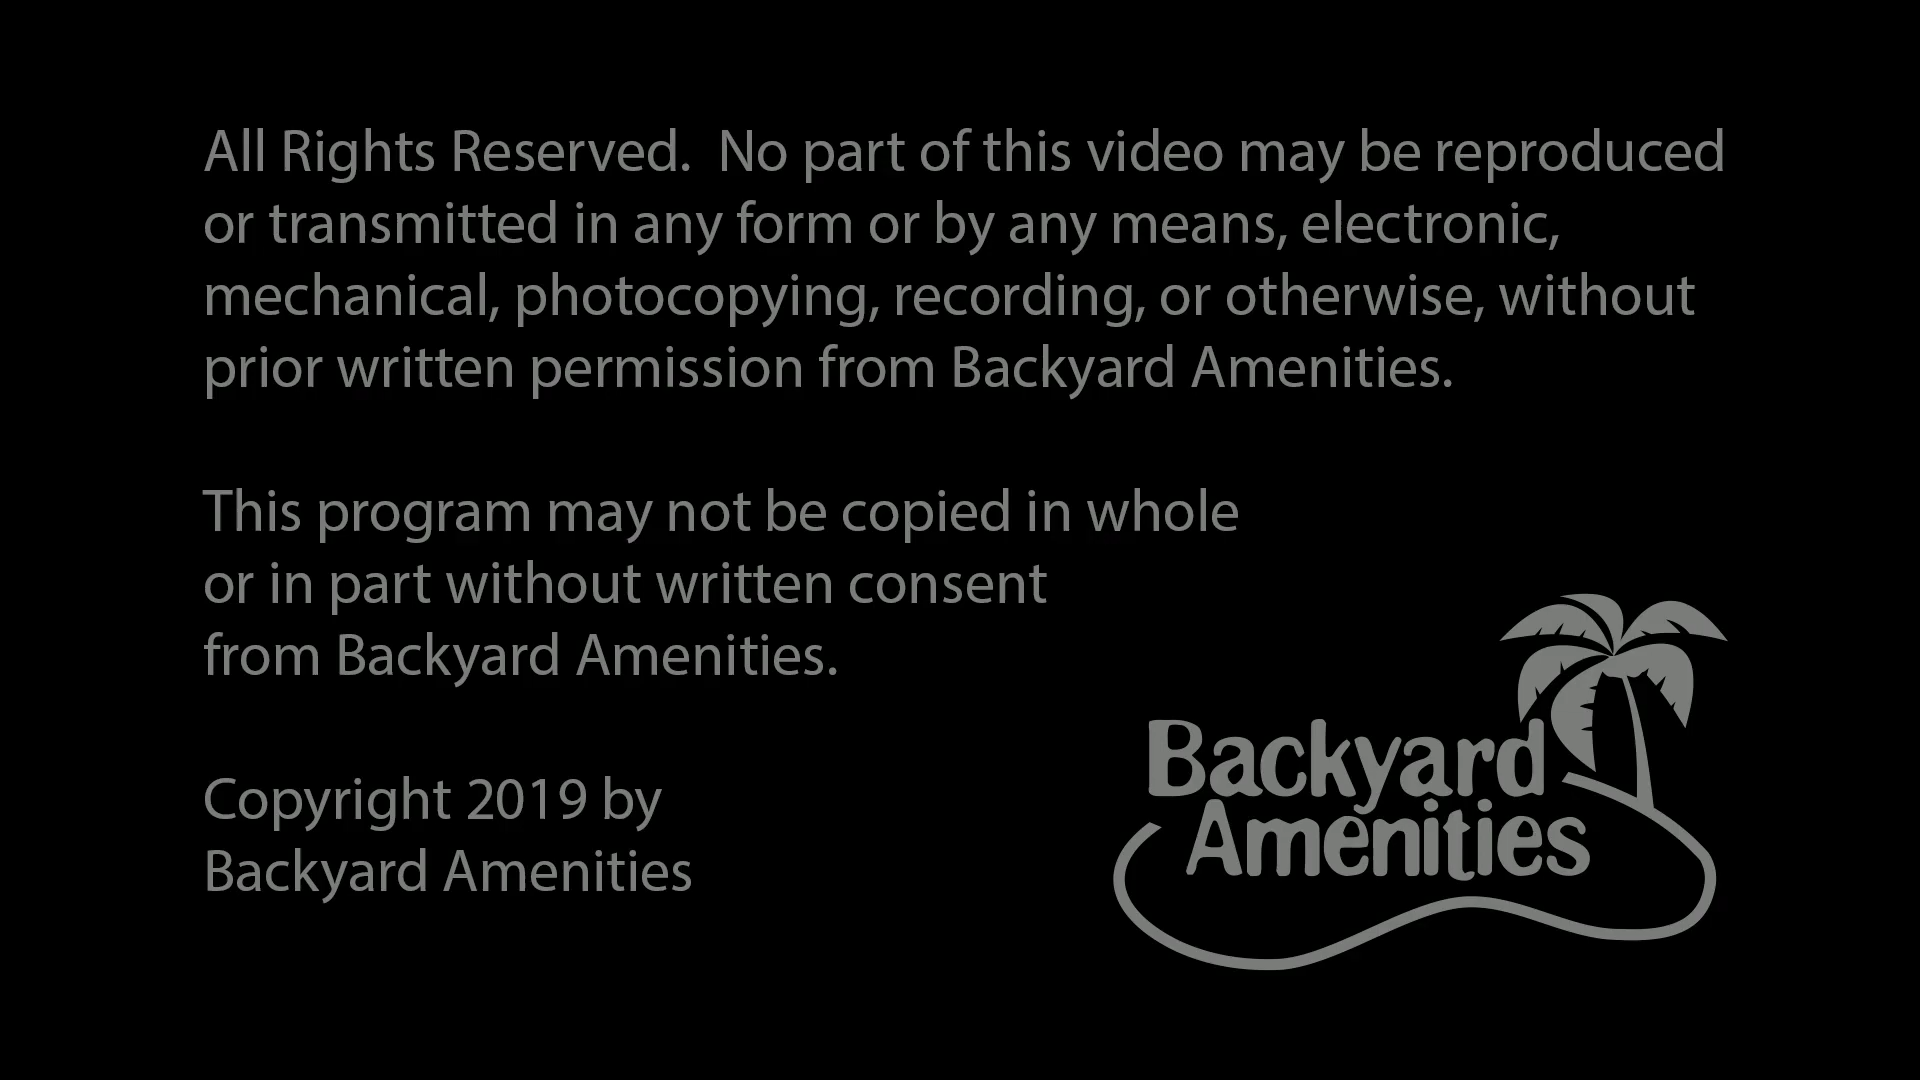 All Rights Reserved.  No part of this video may be reproduced
or transmitted in any form or by any means, electronic,
mechanical, photocopying, recording, or otherwise, without
prior written permission from Backyard Amenities.
This program may not be copied in whole
or in part without written consent
from Backyard Amenities.
Copyright 2019 by
Backyard Amenities
Backyard
Amenities